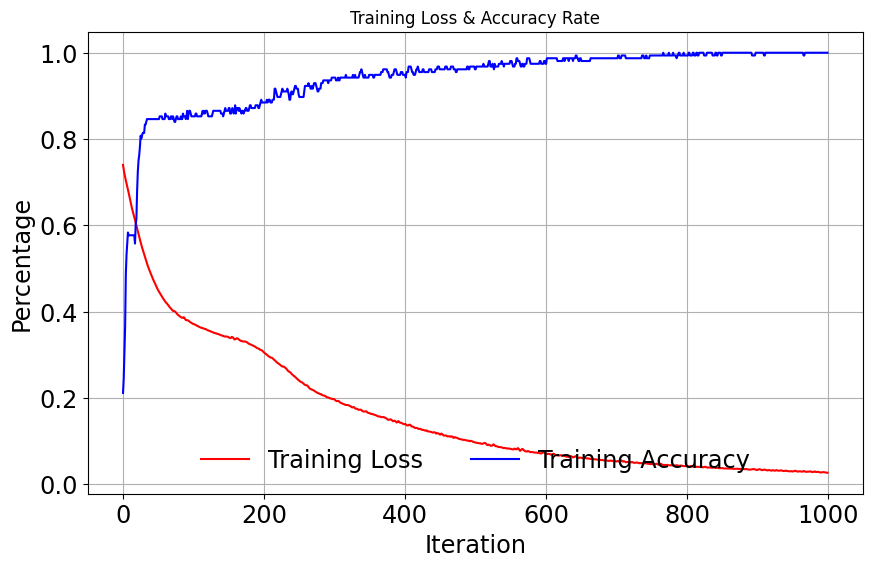 Training Loss & Accuracy Rate
1.0
0.8
0.6
0.4
0.2
0.0
Percentage
Training Loss
Training Accuracy
0 200 400 600 800 1000
Iteration